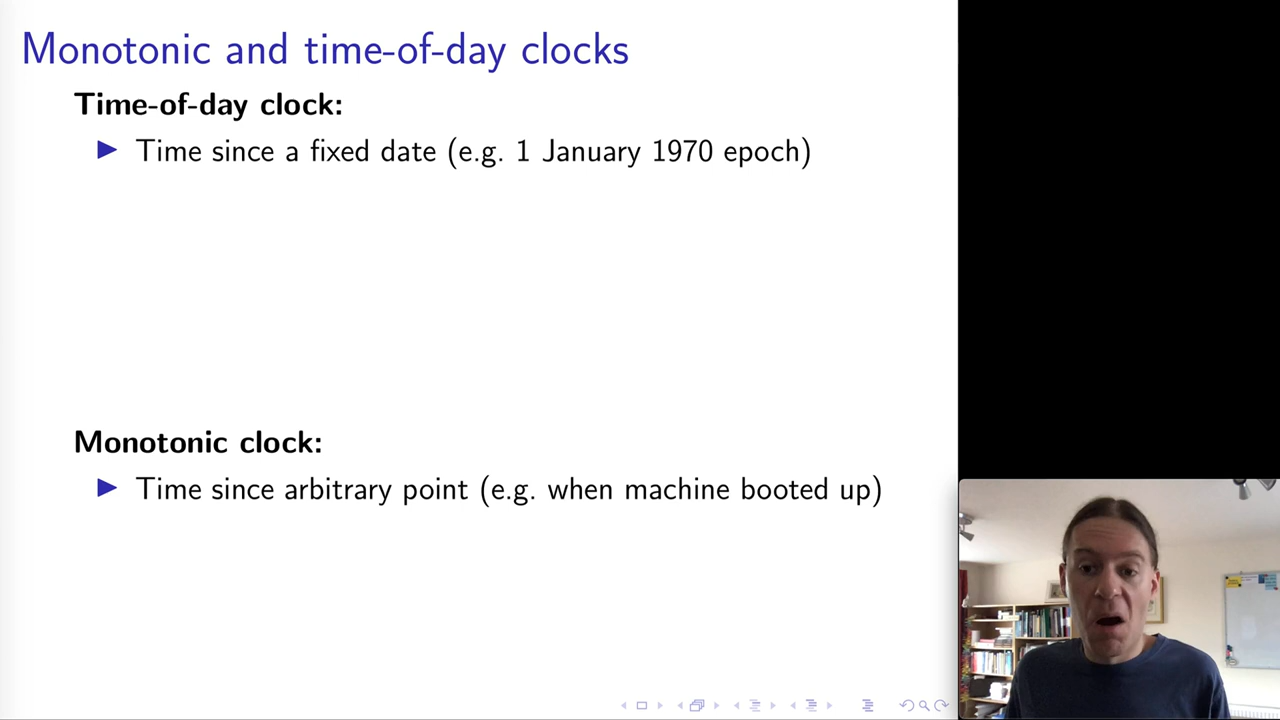 Monotonic and time-of-day clocks
Time-of-day clock:
▶ Time since a fixed date (e.g. 1 January 1970 epoch)
Monotonic clock:
▶ Time since arbitrary point (e.g. when machine booted up)